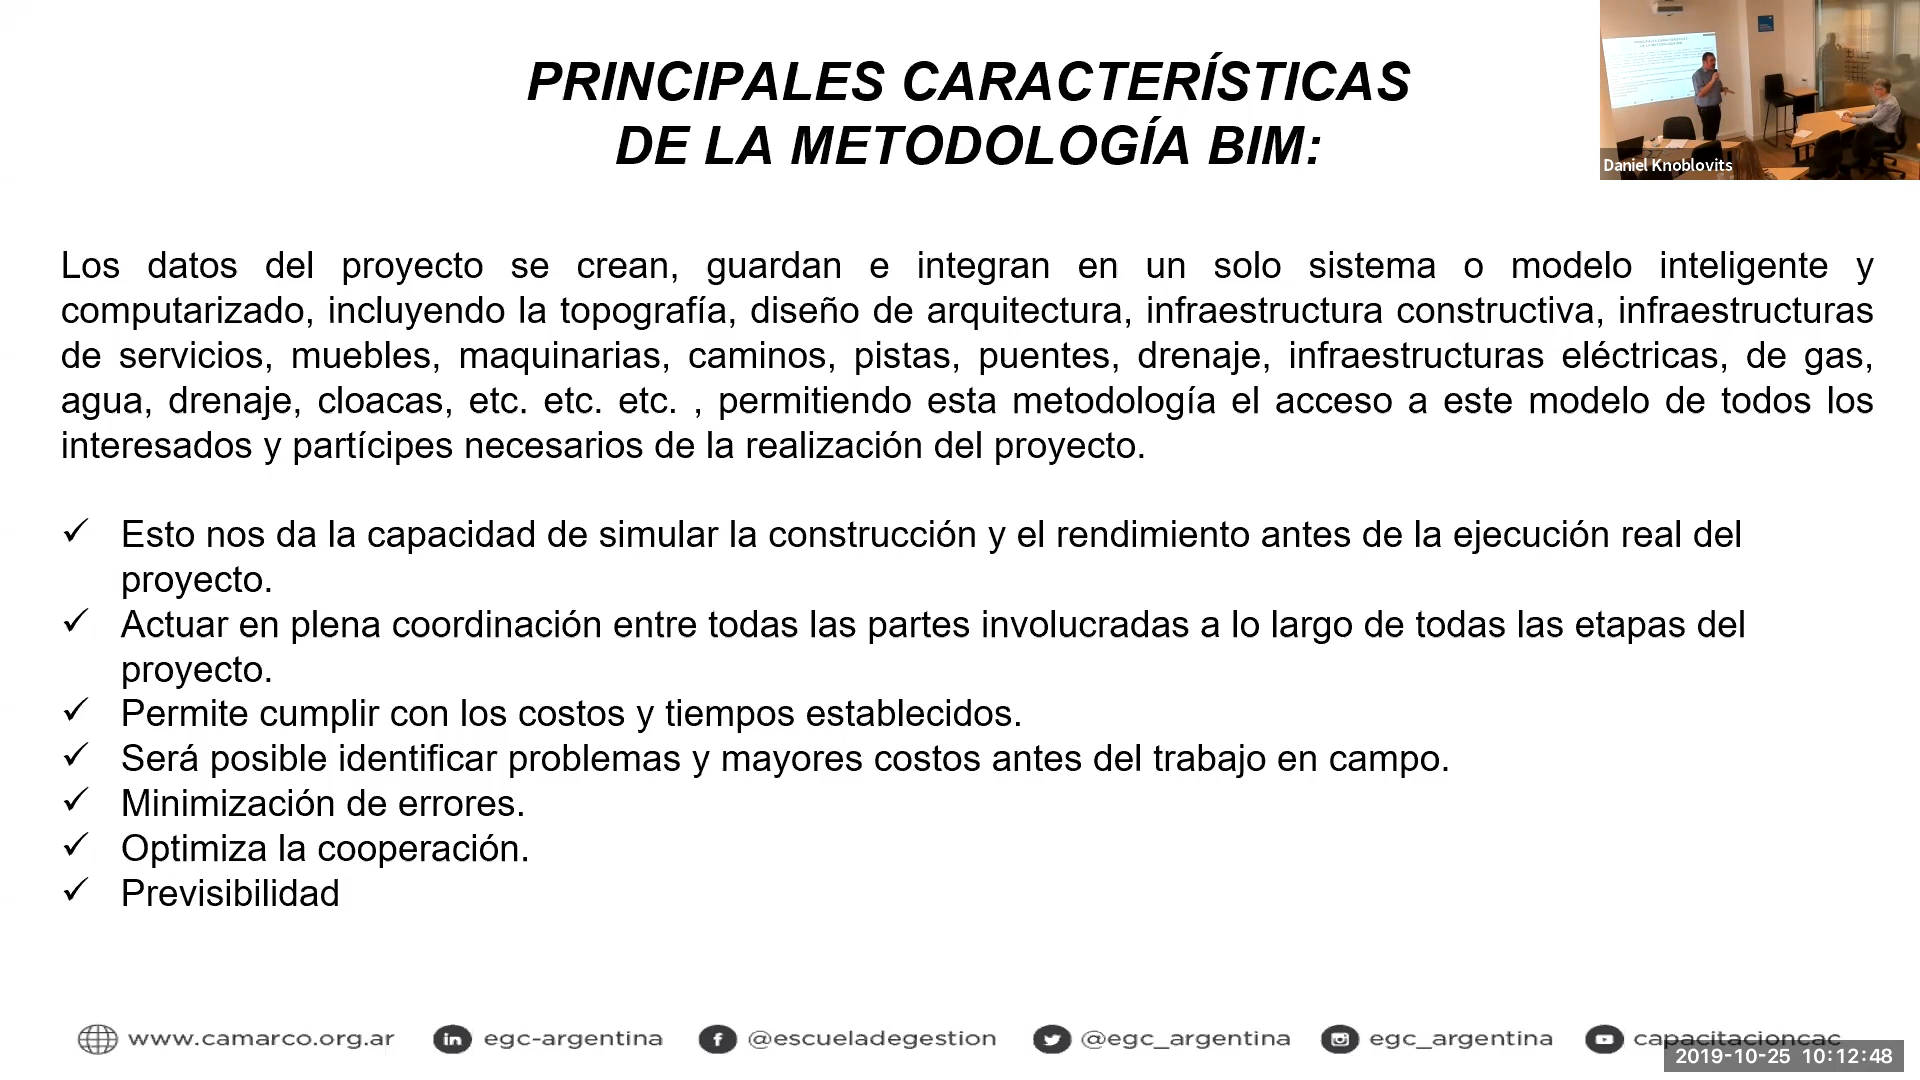 PRINCIPALES CARACTERÍSTICAS
DE LA METODOLOGÍA BIM:
Daniel Knoblovits
Los datos del proyecto se crean, guardan e integran en un solo sistema o modelo inteligente y
computarizado, incluyendo la topografía, diseño de arquitectura, infraestructura constructiva, infraestructuras
de servicios, muebles, maquinarias, caminos, pistas, puentes, drenaje, infraestructuras eléctricas, de gas,
agua, drenaje, cloacas, etc. etc. etc. , permitiendo esta metodología el acceso a este modelo de todos los
interesados y partícipes necesarios de la realización del proyecto.
✓ Esto nos da la capacidad de simular la construcción y el rendimiento antes de la ejecución real del
proyecto.
✓ Actuar en plena coordinación entre todas las partes involucradas a lo largo de todas las etapas del
proyecto.
✓ Permite cumplir con los costos y tiempos establecidos.
✓ Será posible identificar problemas y mayores costos antes del trabajo en campo.
✓ Minimización de errores.
✓ Optimiza la cooperación.
✓ Previsibilidad
www.camarco.org.ar in egc-argentina f @escueladegestion @egc_argentina egc_argentina capacitacioncac
2019-10-25 10:12:48